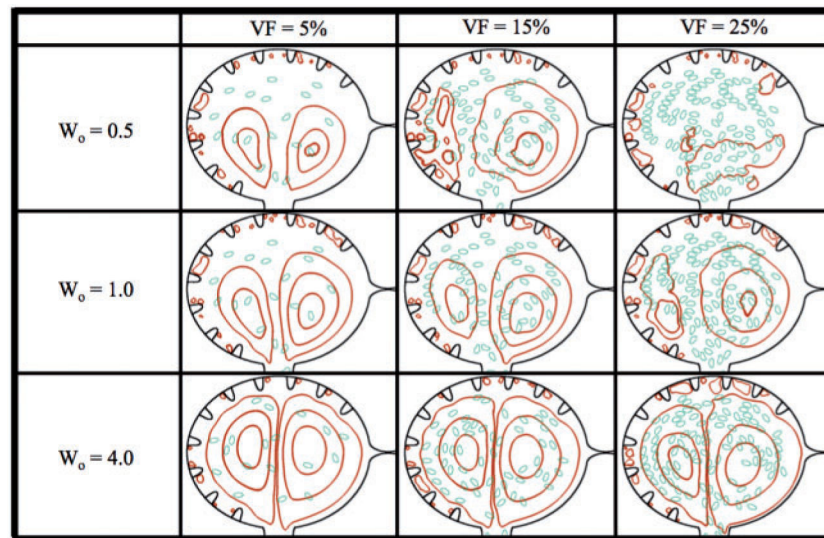 VF = 5% VF = 15% VF = 25%
Wₒ = 0.5
Wₒ = 1.0
Wₒ = 4.0